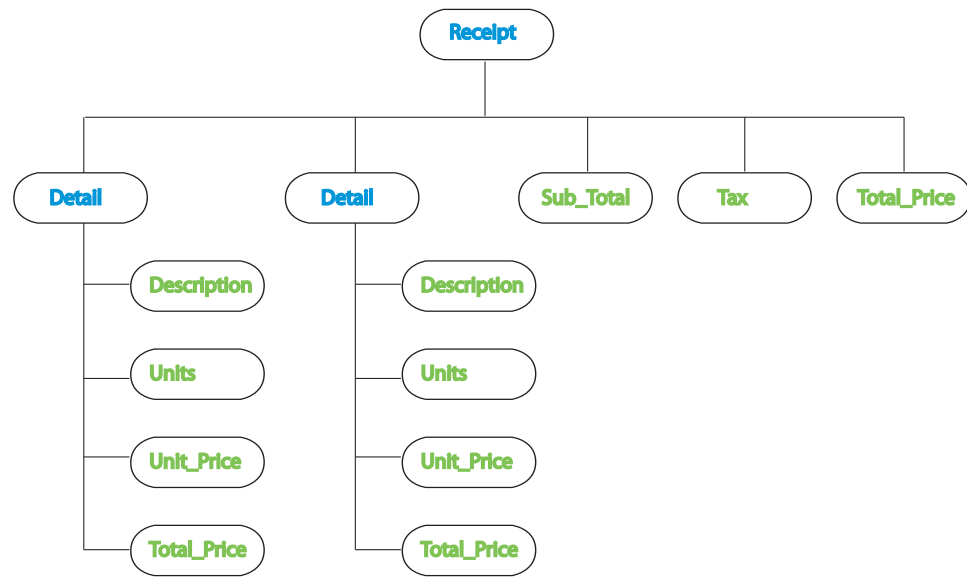 Receipt
Detail
Detail
Sub_Total
Tax
Total_Price
Description
Description
Units
Units
Unit_Price
Unit_Price
Total_Price
Total_Price